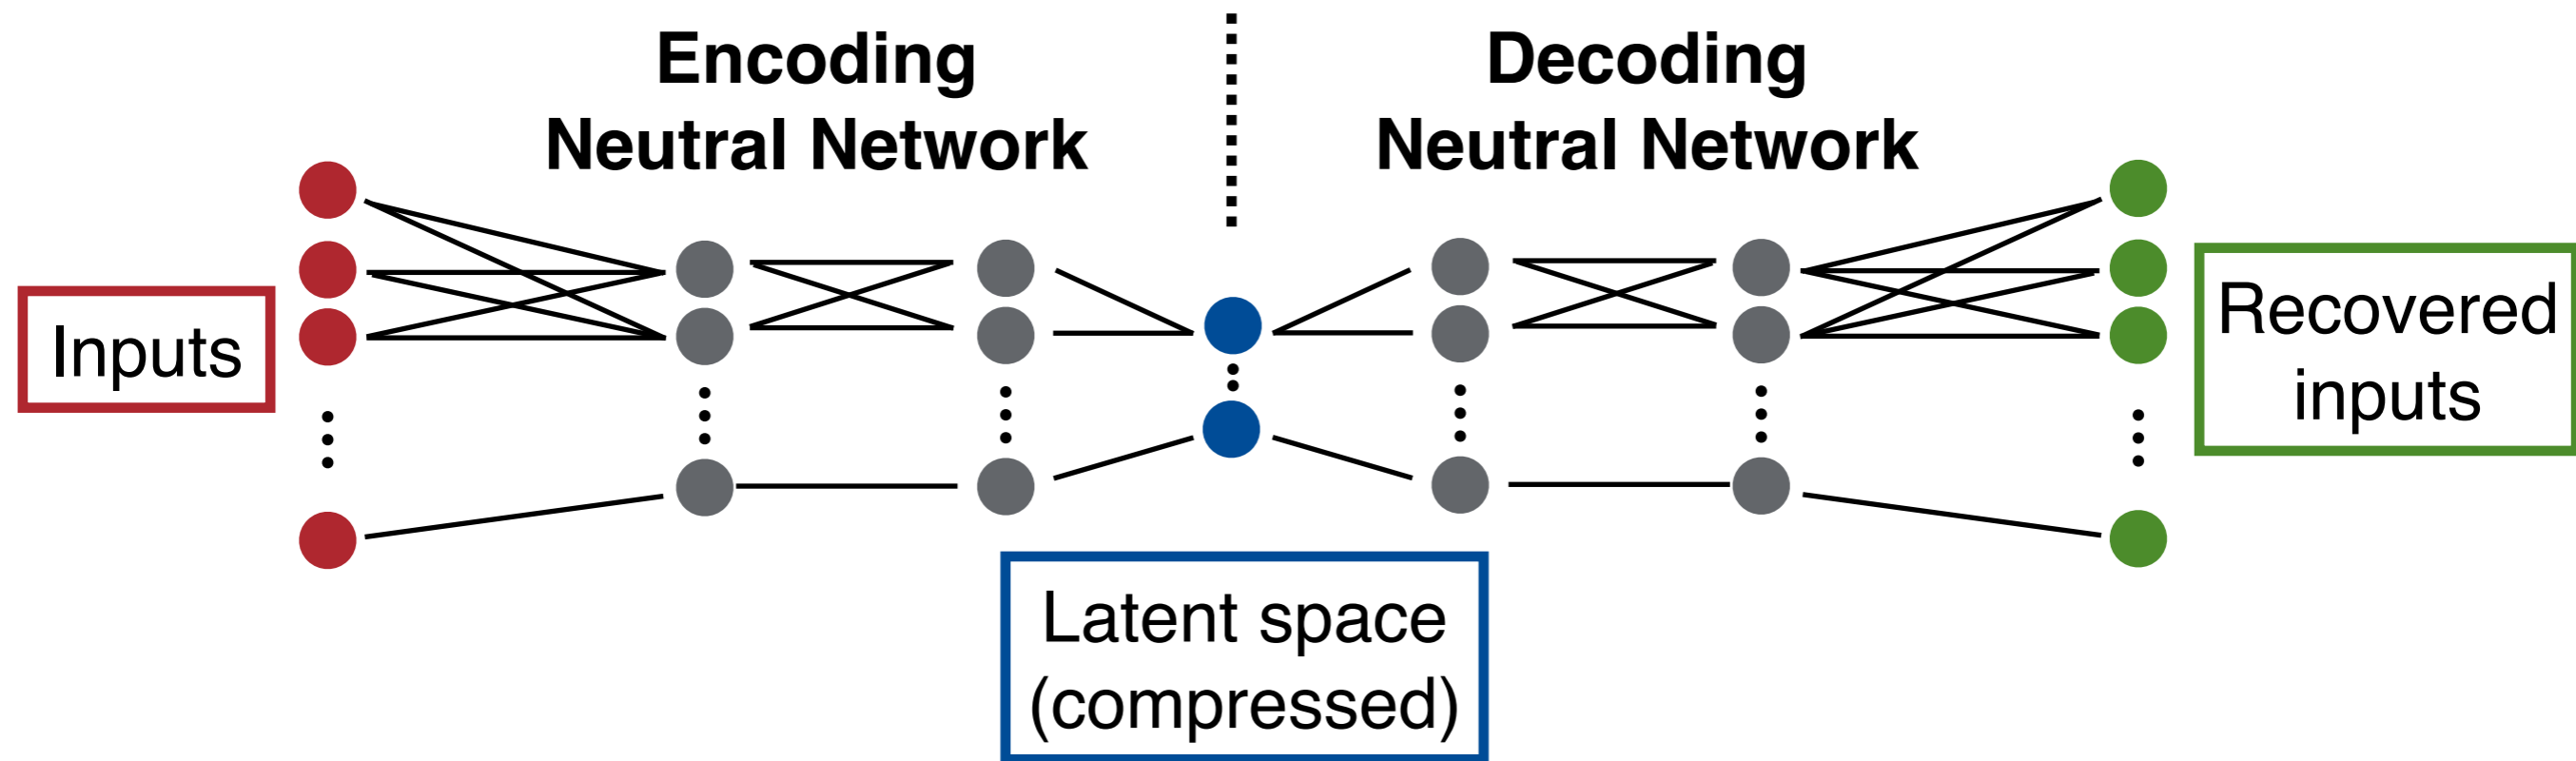 Encoding
Neutral Network
Decoding
Neutral Network
Inputs
Recovered
inputs
Latent space
(compressed)